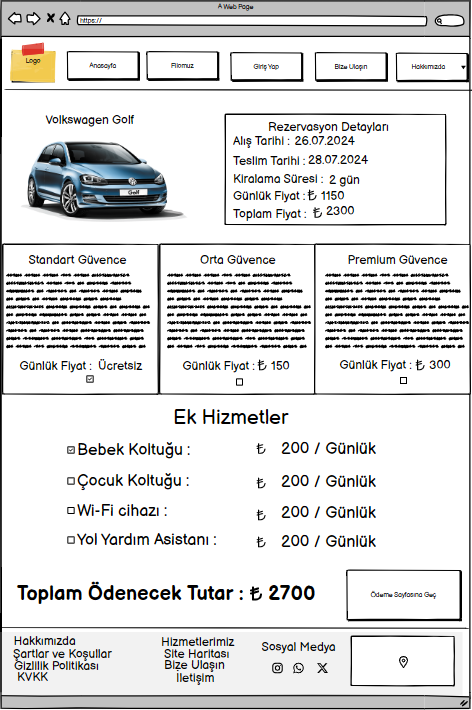 A Web Page
https://
Logo
Anasayfa
Filomuz
Giriş Yap
Bize Ulaşın
Hakkımızda
Volkswagen Golf
Golf
Rezervasyon Detayları
Alış Tarihi : 26.07.2024
Teslim Tarihi : 28.07.2024
Kiralama Süresi : 2 gün
Günlük Fiyat : ₺ 1150
Toplam Fiyat : ₺ 2300
Standart Güvence
Günlük Fiyat : Ücretsiz
Orta Güvence
Günlük Fiyat : ₺ 150
Premium Güvence
Günlük Fiyat : ₺ 300
Ek Hizmetler
Bebek Koltuğu : ₺ 200 / Günlük
Çocuk Koltuğu : ₺ 200 / Günlük
Wi-Fi cihazı : ₺ 200 / Günlük
Yol Yardım Asistanı : ₺ 200 / Günlük
Toplam Ödenecek Tutar : ₺ 2700
Ödeme Sayfasına Geç
Hakkımızda
Şartlar ve Koşullar
Gizlilik Politikası
KVKK
Hizmetlerimiz
Site Haritası
Bize Ulaşın
İletişim
Sosyal Medya